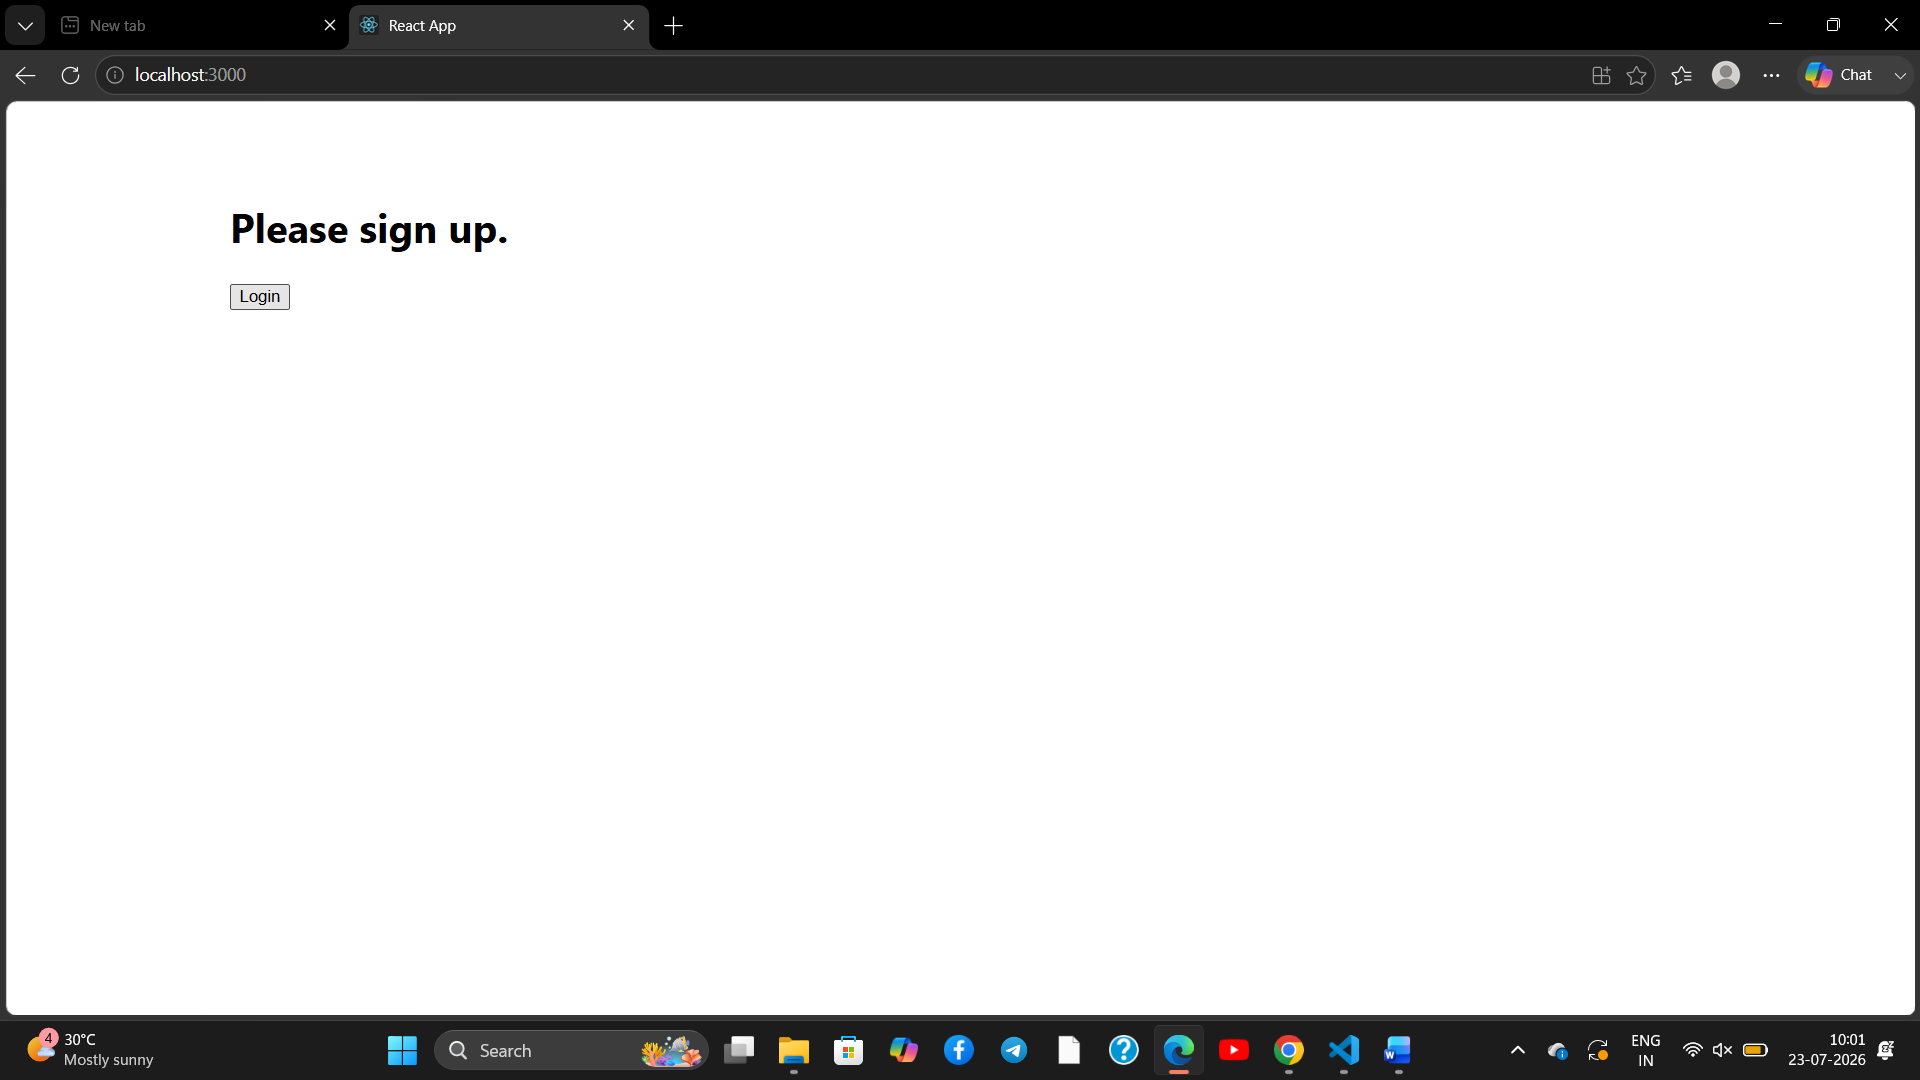 New tab
React App
localhost:3000
Chat
Please sign up.
Login
4
30°C
Mostly sunny
Search
ENG
IN
10:01
23-07-2026